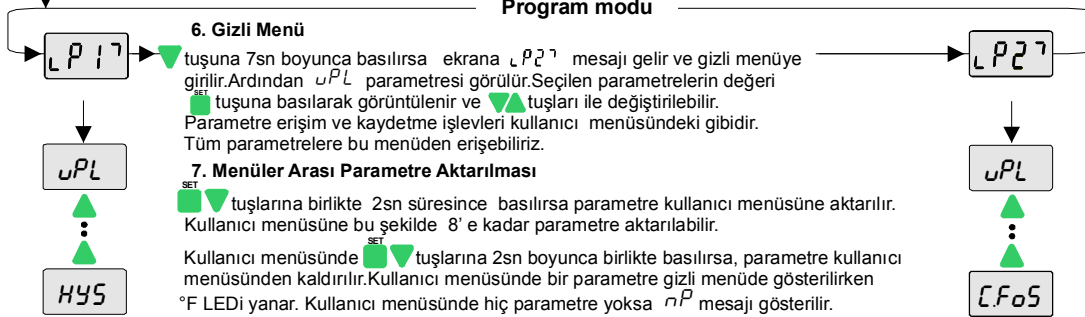 Program modu
6. Gizli Menü
tuşuna 7sn boyunca basılırsa ekrana mesajı gelir ve gizli menüye
girilir.Ardından uPL parametresi görülür.Seçilen parametrelerin değeri
SET tuşuna basılarak görüntülenir ve tuşları ile değiştirilebilir.
Parametre erişim ve kaydetme işlevleri kullanıcı menüsündeki gibidir.
Tüm parametrelere bu menüden erişebiliriz.
7. Menüler Arası Parametre Aktarılması
SET tuşlarına birlikte 2sn süresince basılırsa parametre kullanıcı menüsüne aktarılır.
Kullanıcı menüsüne bu şekilde 8' e kadar parametre aktarılabilir.
Kullanıcı menüsünde SET tuşlarına 2sn boyunca birlikte basılırsa, parametre kullanıcı
menüsünden kaldırılır.Kullanıcı menüsünde bir parametre gizli menüde gösterilirken
°F LEDi yanar. Kullanıcı menüsünde hiç parametre yoksa nP mesajı gösterilir.
uPL
HYS
uPL
C.FoS